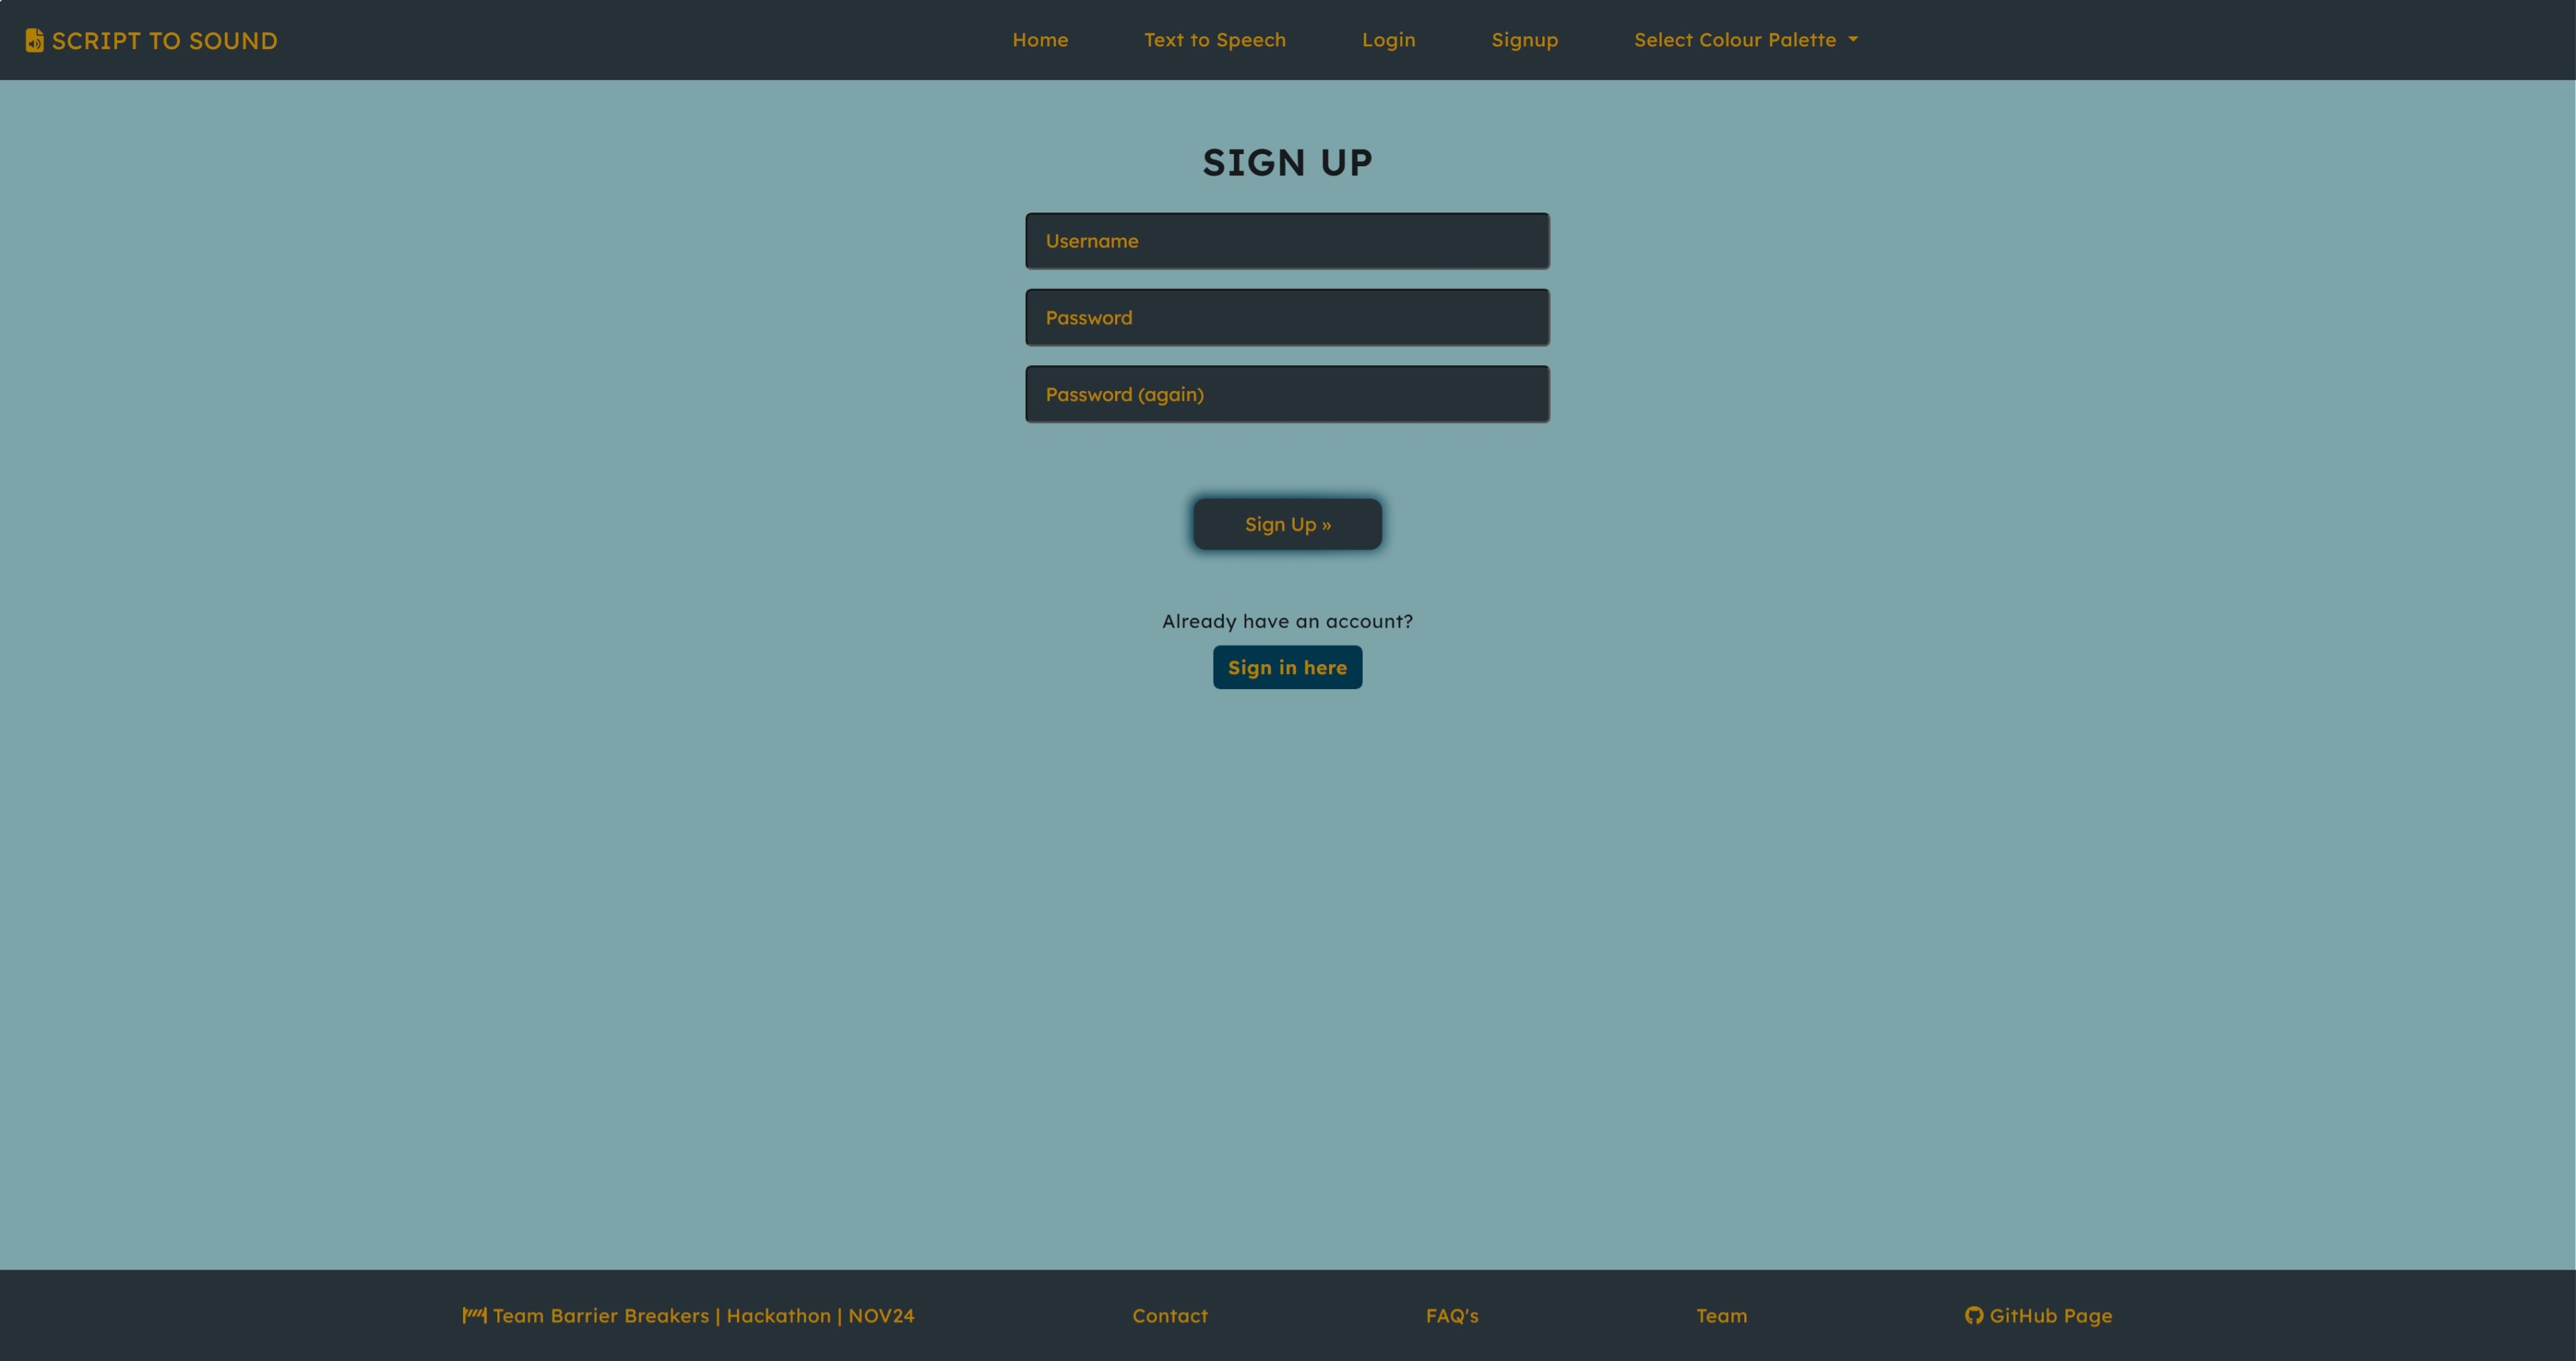 SCRIPT TO SOUND
Home
Text to Speech
Login
Signup
Select Colour Palette
SIGN UP
Username
Password
Password (again)
Sign Up »
Already have an account?
Sign in here
Team Barrier Breakers | Hackathon | NOV24
Contact
FAQ's
Team
GitHub Page